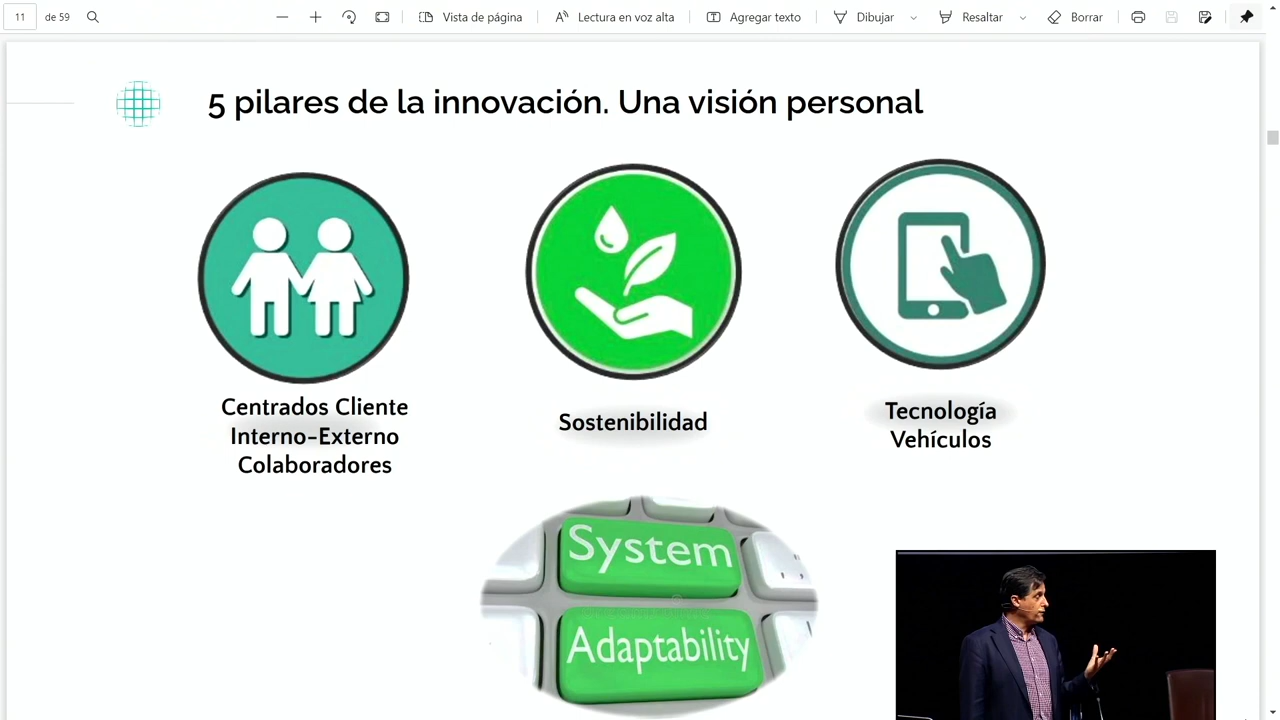 11 de 59
Vista de página
Lectura en voz alta
Agregar texto
Dibujar
Resaltar
Borrar
5 pilares de la innovación. Una visión personal
Centrados Cliente
Interno-Externo
Colaboradores
Sostenibilidad
Tecnología
Vehículos
System
Adaptability